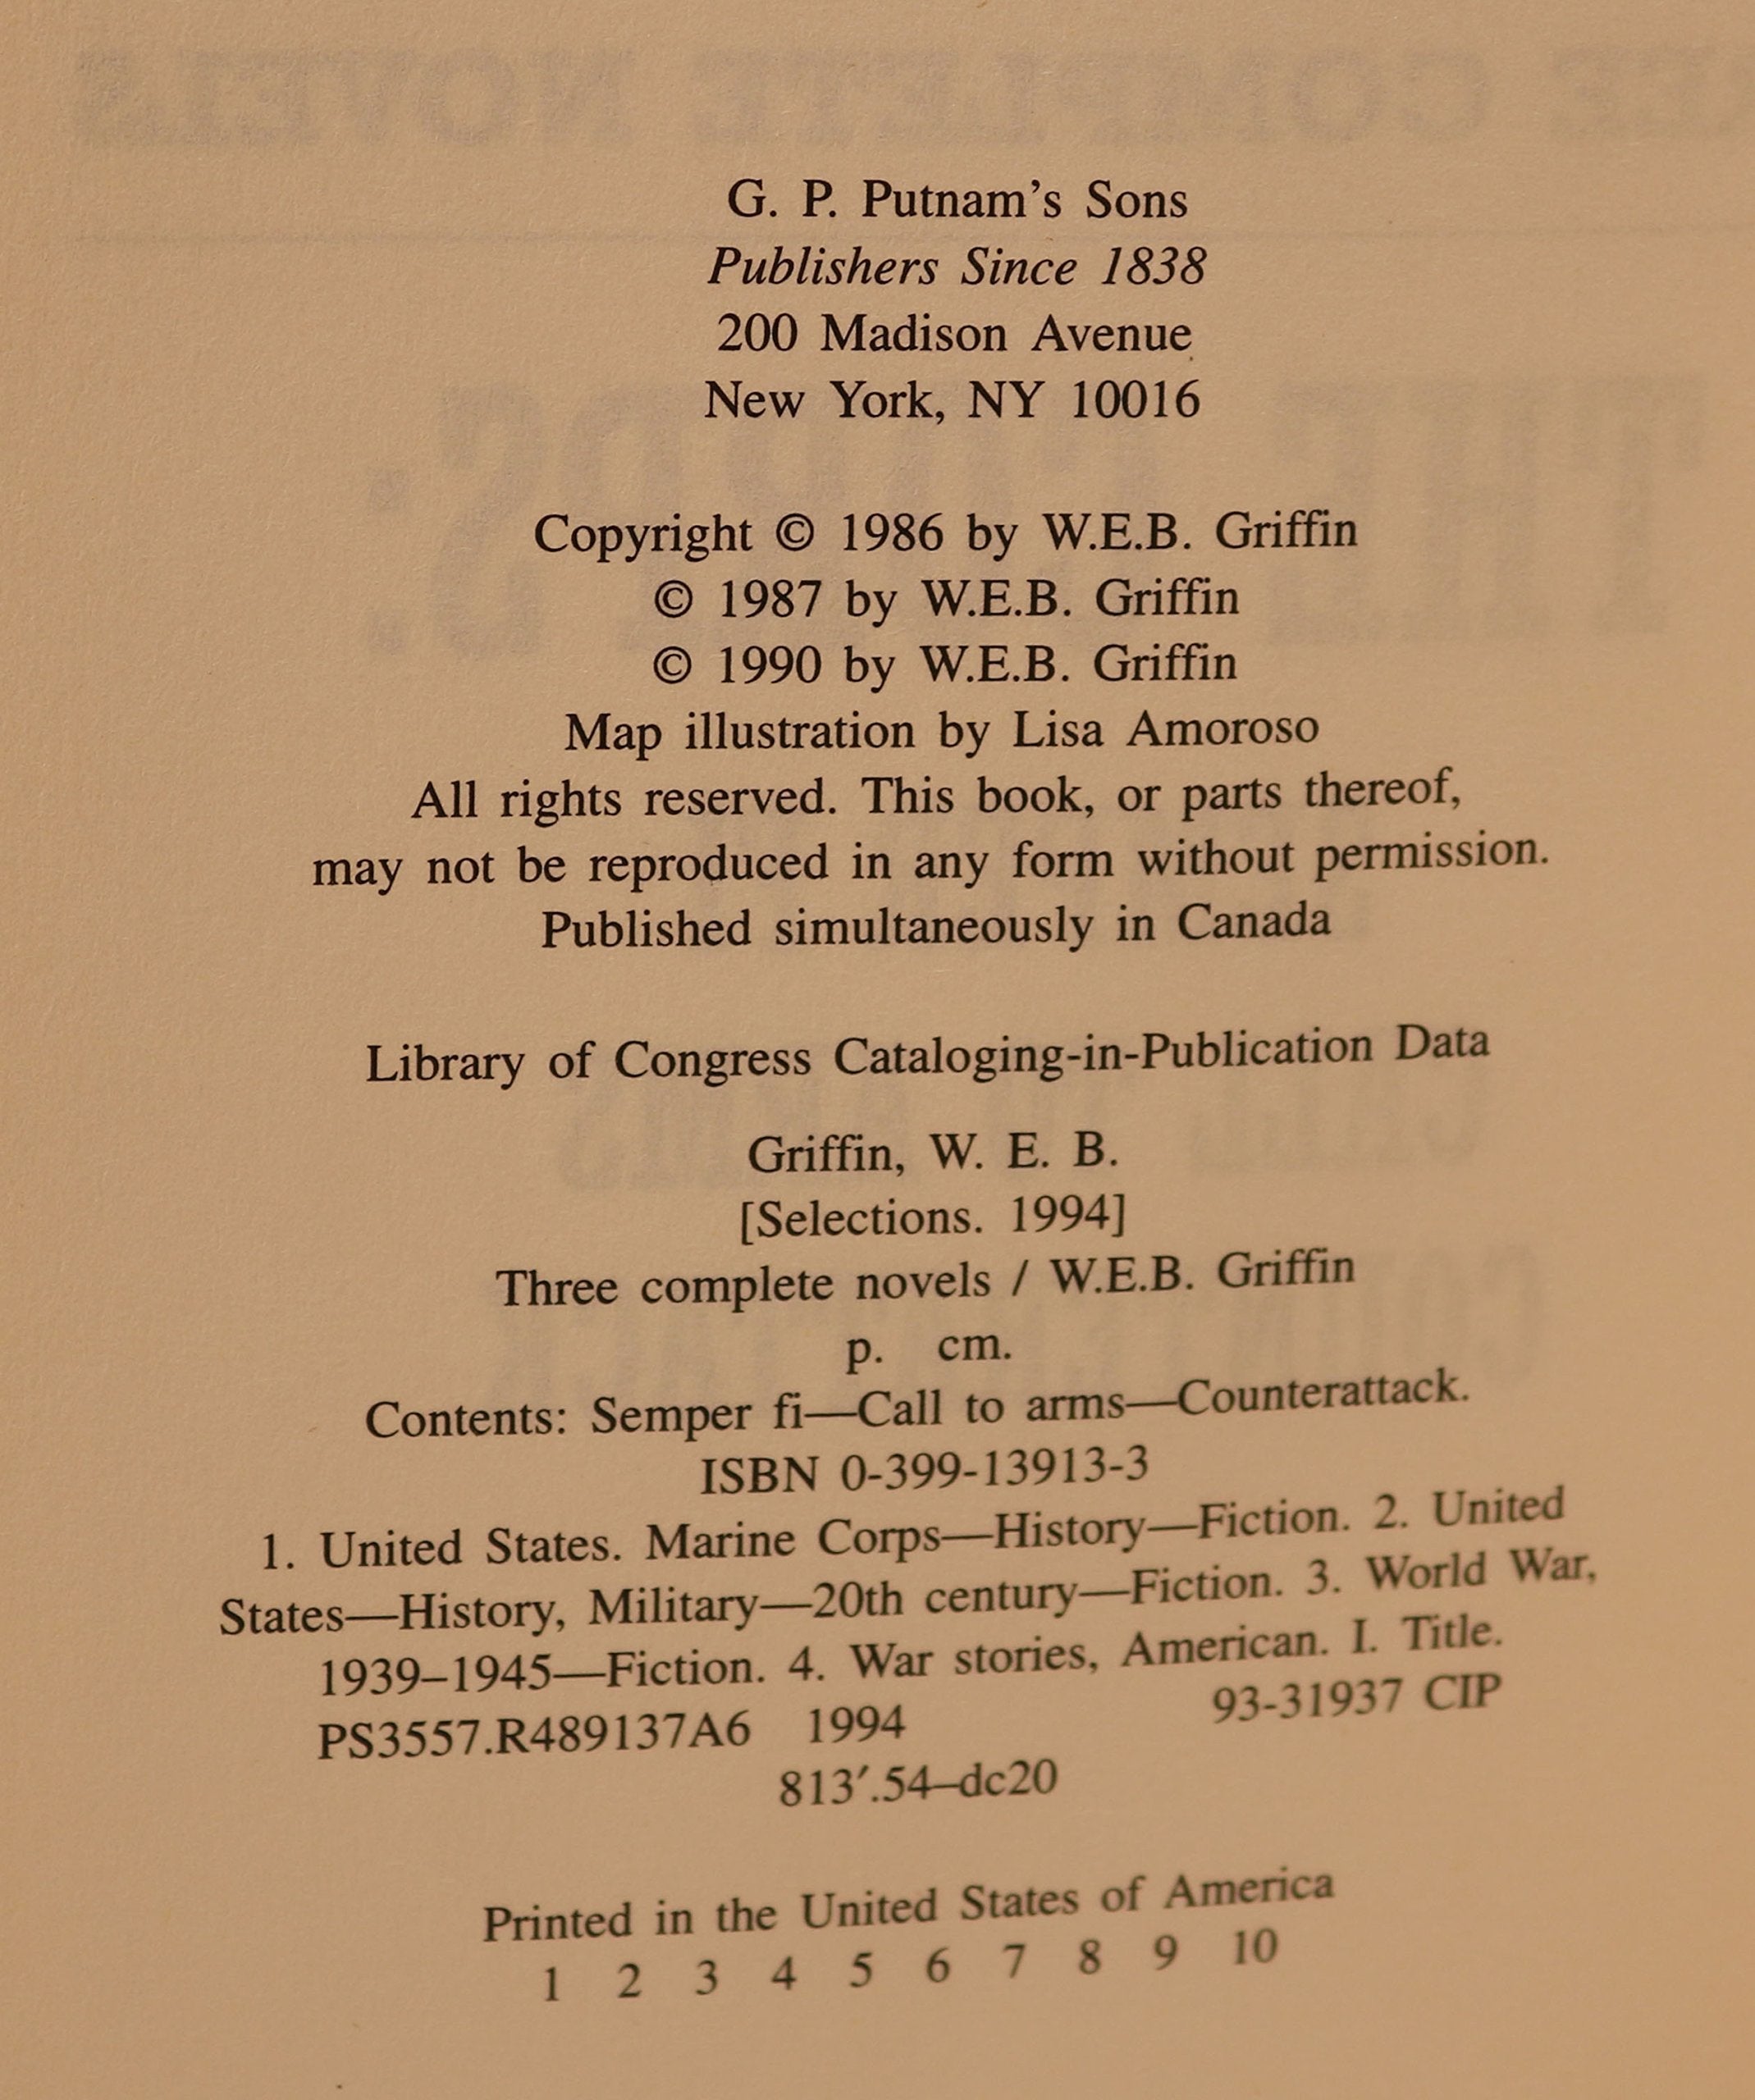 G. P. Putnam's Sons
Publishers Since 1838
200 Madison Avenue
New York, NY 10016
Copyright © 1986 by W.E.B. Griffin
© 1987 by W.E.B. Griffin
© 1990 by W.E.B. Griffin
Map illustration by Lisa Amoroso
All rights reserved. This book, or parts thereof,
may not be reproduced in any form without permission.
Published simultaneously in Canada
Library of Congress Cataloging-in-Publication Data
Griffin, W. E. B.
[Selections. 1994]
Three complete novels / W.E.B. Griffin
p. cm.
Contents: Semper fi—Call to arms—Counterattack.
ISBN 0-399-13913-3
1. United States. Marine Corps—History—Fiction. 2. United
States—History, Military—20th century—Fiction. 3. World War,
1939–1945—Fiction. 4. War stories, American. I. Title.
PS3557.R489137A6 1994 93-31937 CIP
813′.54–dc20
Printed in the United States of America
1 2 3 4 5 6 7 8 9 10